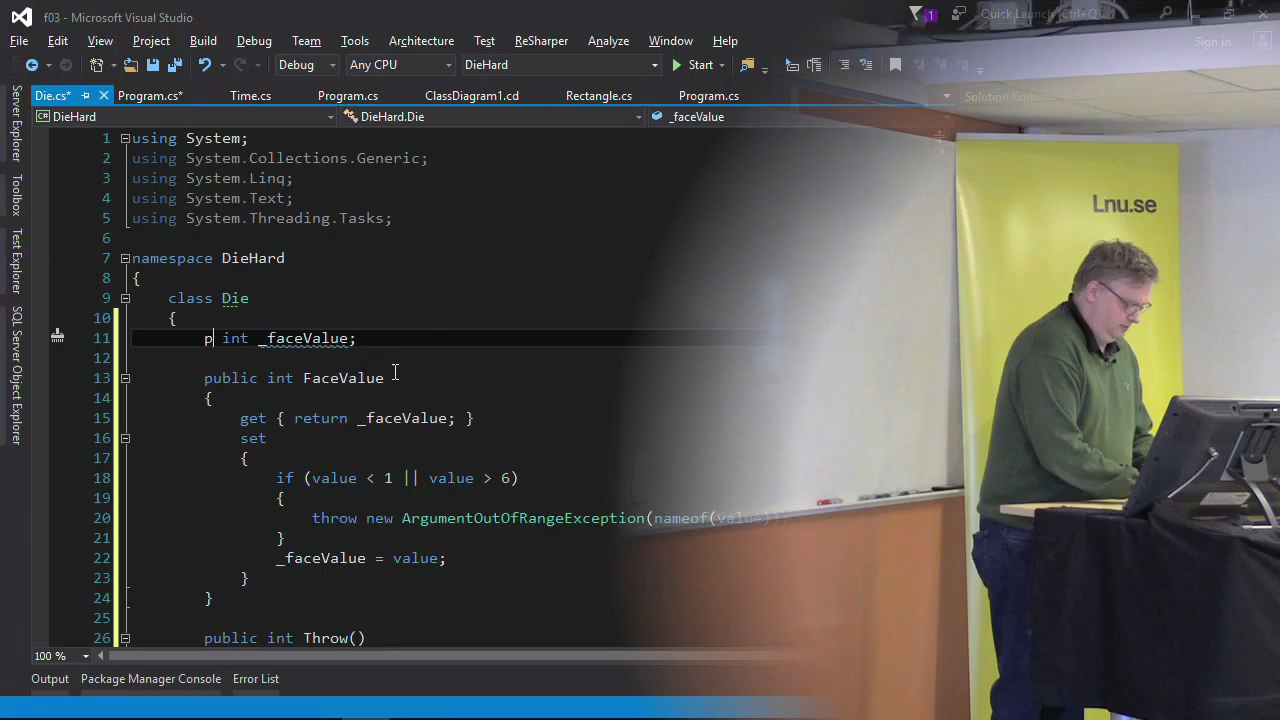 f03 - Microsoft Visual Studio
1
Quick Launch (Ctrl+Q)
File Edit View Project Build Debug Team Tools Architecture Test ReSharper Analyze Window Help
Sign in
Debug Any CPU DieHard Start
Die.cs* Program.cs* Time.cs Program.cs ClassDiagram1.cd Rectangle.cs Program.cs
DieHard DieHard.Die _faceValue
Server Explorer
Toolbox
Test Explorer
SQL Server Object Explorer
1 using System;
2 using System.Collections.Generic;
3 using System.Linq;
4 using System.Text;
5 using System.Threading.Tasks;
6
7 namespace DieHard
8 {
9 class Die
10 {
11 p int _faceValue;
12
13 public int FaceValue
14 {
15 get { return _faceValue; }
16 set
17 {
18 if (value < 1 || value > 6)
19 {
20 throw new ArgumentOutOfRangeException(nameof(value));
21 }
22 _faceValue = value;
23 }
24 }
25
26 public int Throw()
100 %
Output Package Manager Console Error List
Lnu.se